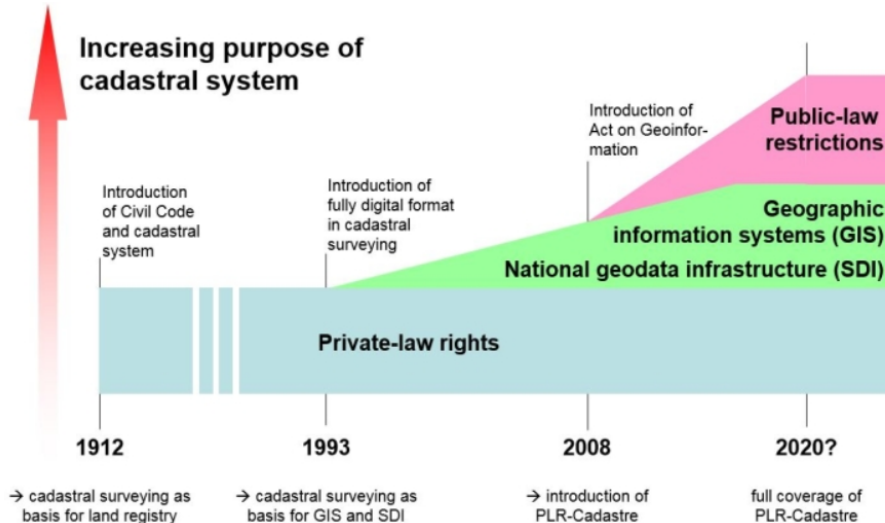 Increasing purpose of
cadastral system
Introduction
of Civil Code
and cadastral
system
Introduction of
fully digital format
in cadastral
surveying
Introduction of
Act on Geoinfor-
mation
Public-law
restrictions
Geographic
information systems (GIS)
National geodata infrastructure (SDI)
Private-law rights
1912
1993
2008
2020?
→ cadastral surveying as
basis for land registry
→ cadastral surveying as
basis for GIS and SDI
→ introduction of
PLR-Cadastre
full coverage of
PLR-Cadastre